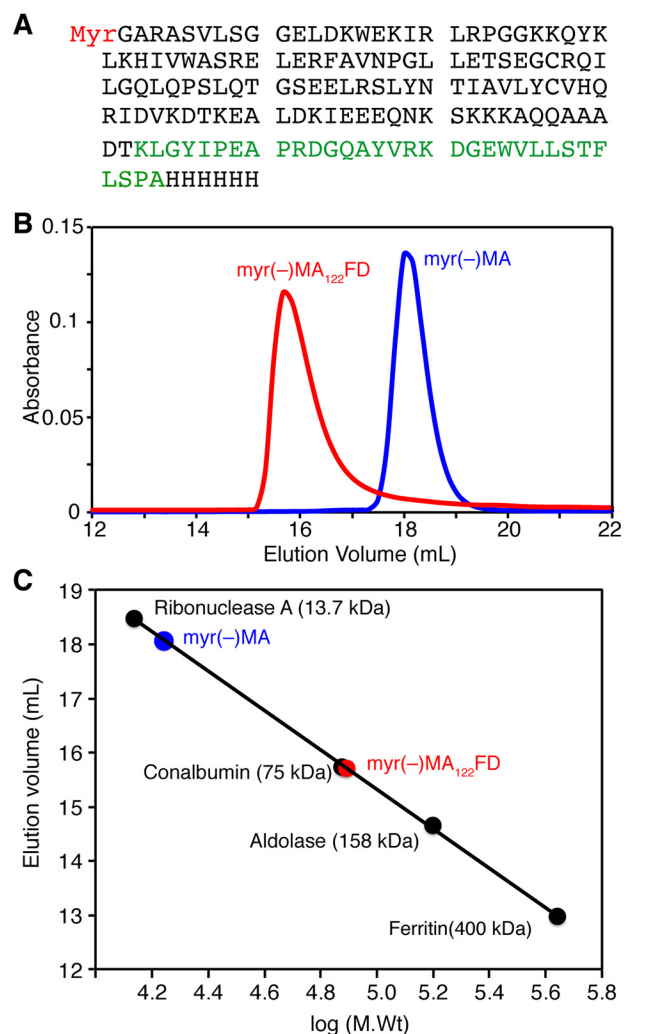 A
MyrGARASVLSG GELDKWEKIR LRPGGKKQYK
LKHIVWASRE LERFAVNPGL LETSEGCRQI
LGQLQPSLQT GSEELRSLYN TIAVLYCVHQ
RIDVKDTKEA LDKIEEEQNK SKKKAQQAAA
DTKLGYIPEA PRDGQAYVRK DGEWVLLSTF
LSPAHHHHHH
B
0.15
0.1
0.05
0
Absorbance
myr(–)MA122FD
myr(–)MA
12 14 16 18 20 22
Elution Volume (mL)
C
19
18
17
16
15
14
13
12
Elution volume (mL)
Ribonuclease A (13.7 kDa)
myr(–)MA
Conalbumin (75 kDa)
myr(–)MA122FD
Aldolase (158 kDa)
Ferritin(400 kDa)
4.2 4.4 4.6 4.8 5.0 5.2 5.4 5.6 5.8
log (M.Wt)